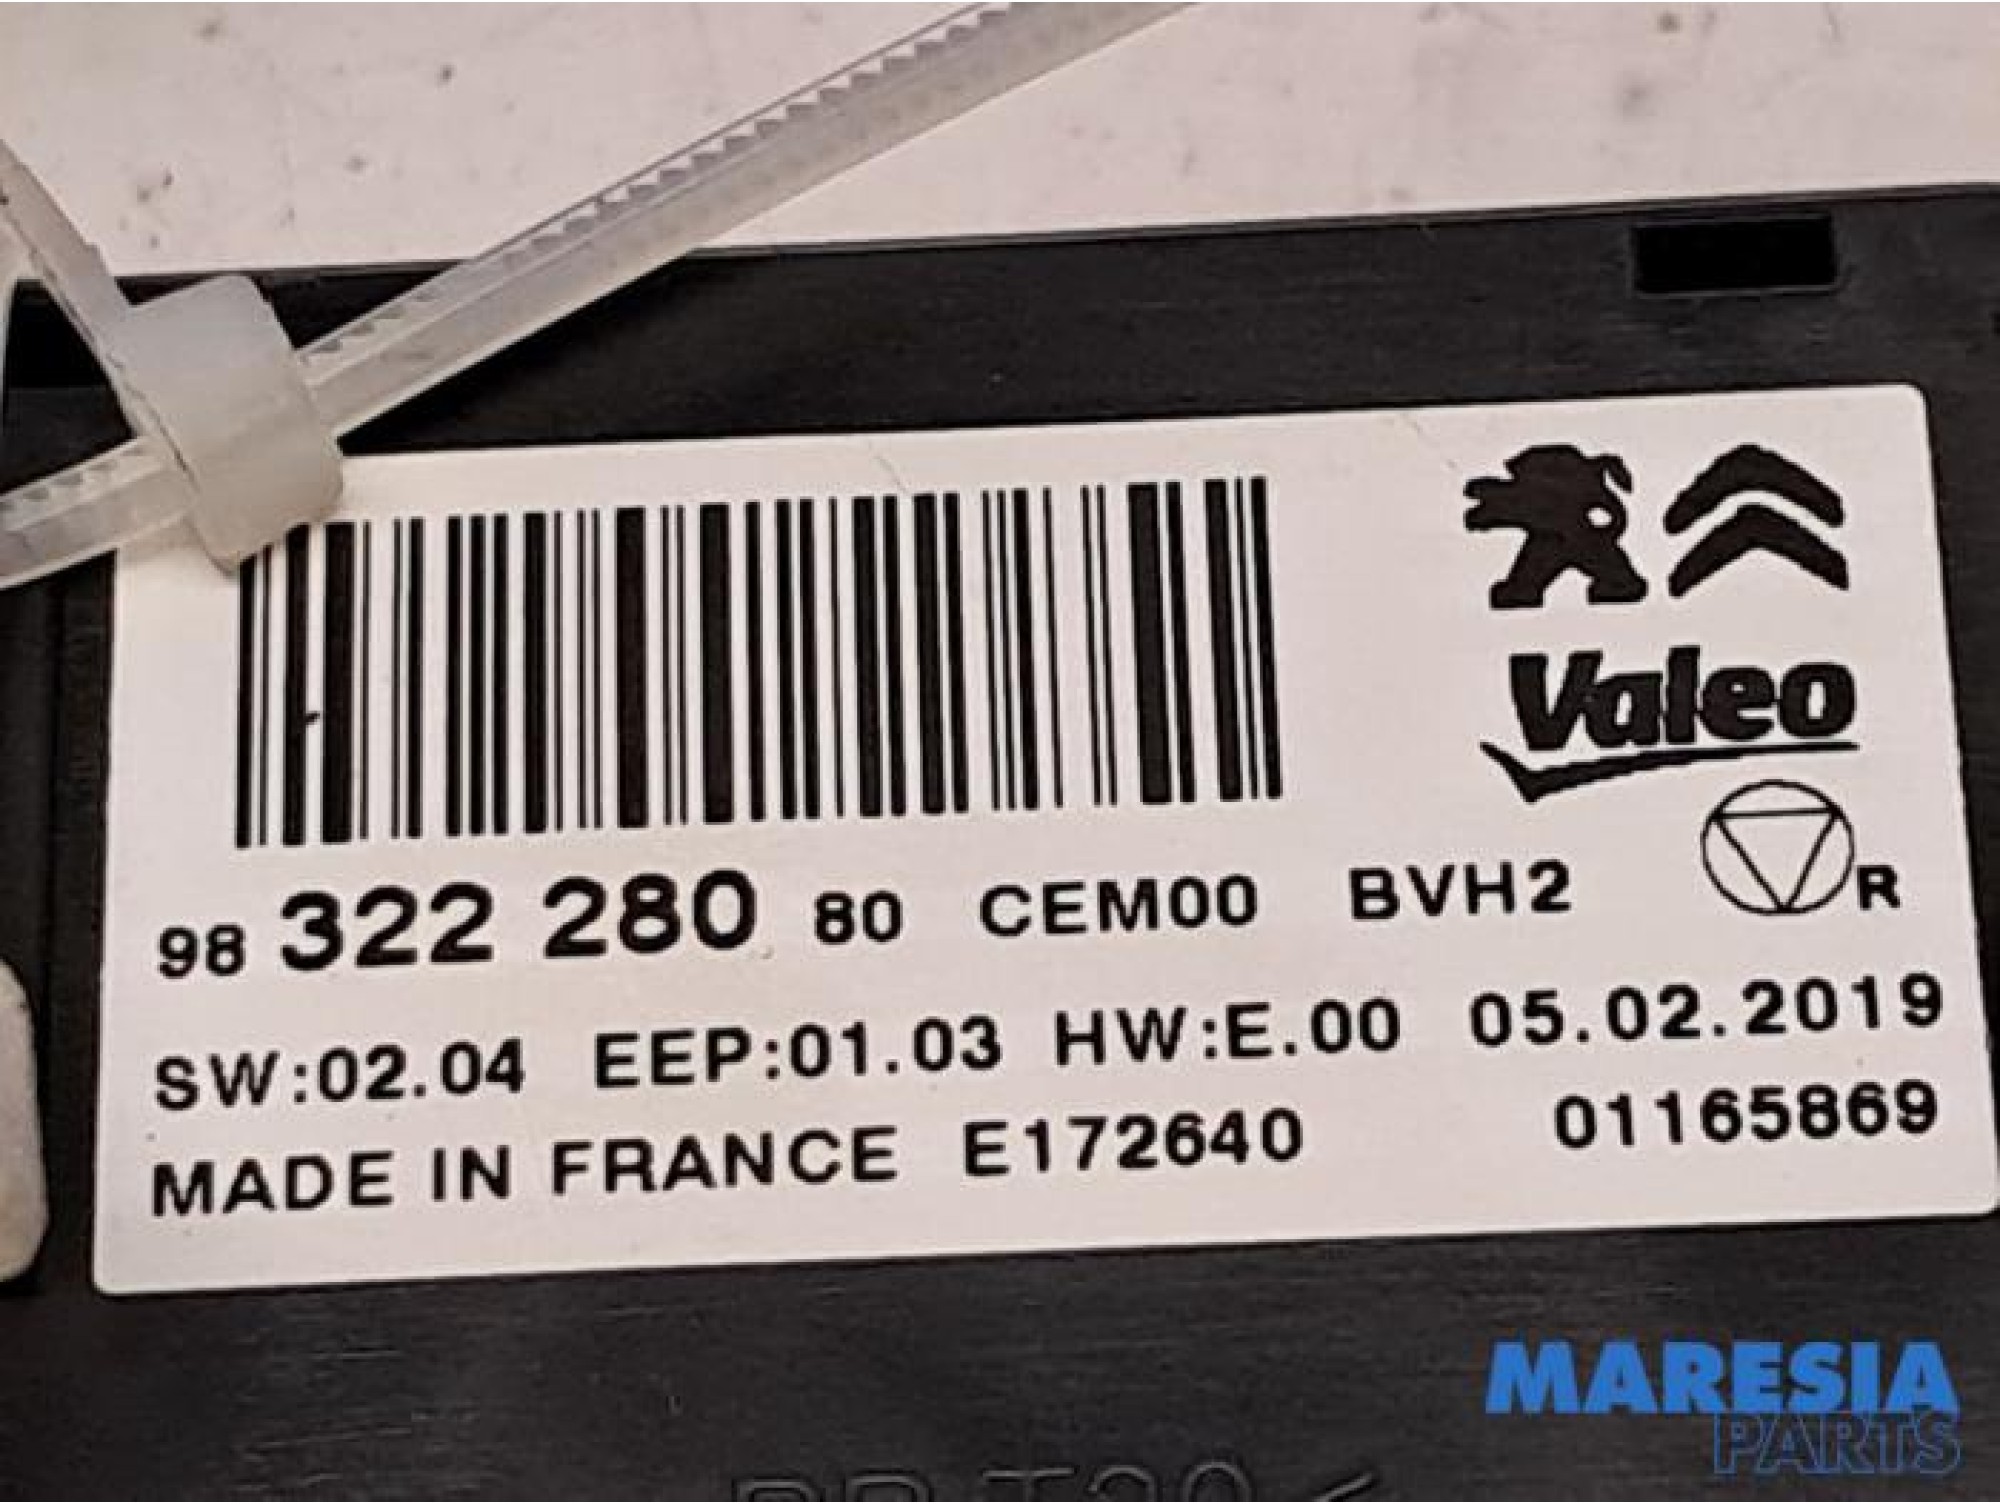 Valeo
98 322 280 80 CEM00 BVH2 R
SW:02.04 EEP:01.03 HW:E.00 05.02.2019
MADE IN FRANCE E172640 01165869
MARESIA
PARTS